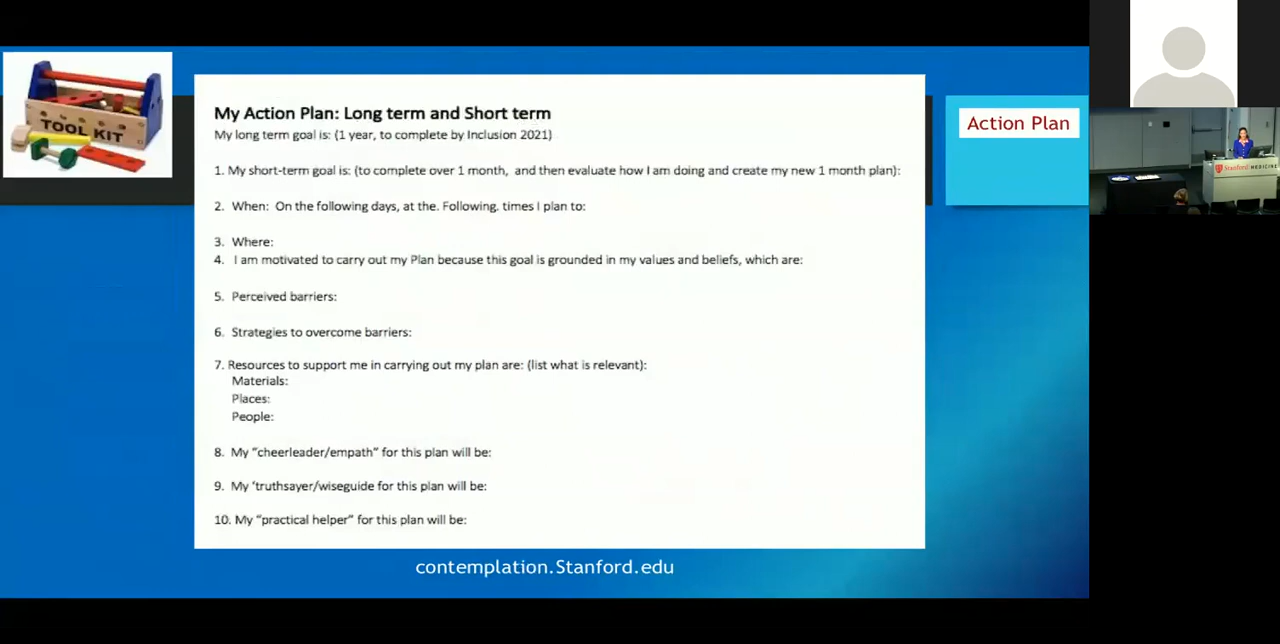 TOOL KIT
My Action Plan: Long term and Short term
My long term goal is: (1 year, to complete by Inclusion 2021)
1. My short-term goal is: (to complete over 1 month, and then evaluate how I am doing and create my new 1 month plan):
2. When: On the following days, at the. Following. times I plan to:
3. Where:
4. I am motivated to carry out my Plan because this goal is grounded in my values and beliefs, which are:
5. Perceived barriers:
6. Strategies to overcome barriers:
7. Resources to support me in carrying out my plan are: (list what is relevant):
Materials:
Places:
People:
8. My "cheerleader/empath" for this plan will be:
9. My 'truthsayer/wiseguide for this plan will be:
10. My "practical helper" for this plan will be:
contemplation.Stanford.edu
Action Plan
Stanford MEDICINE